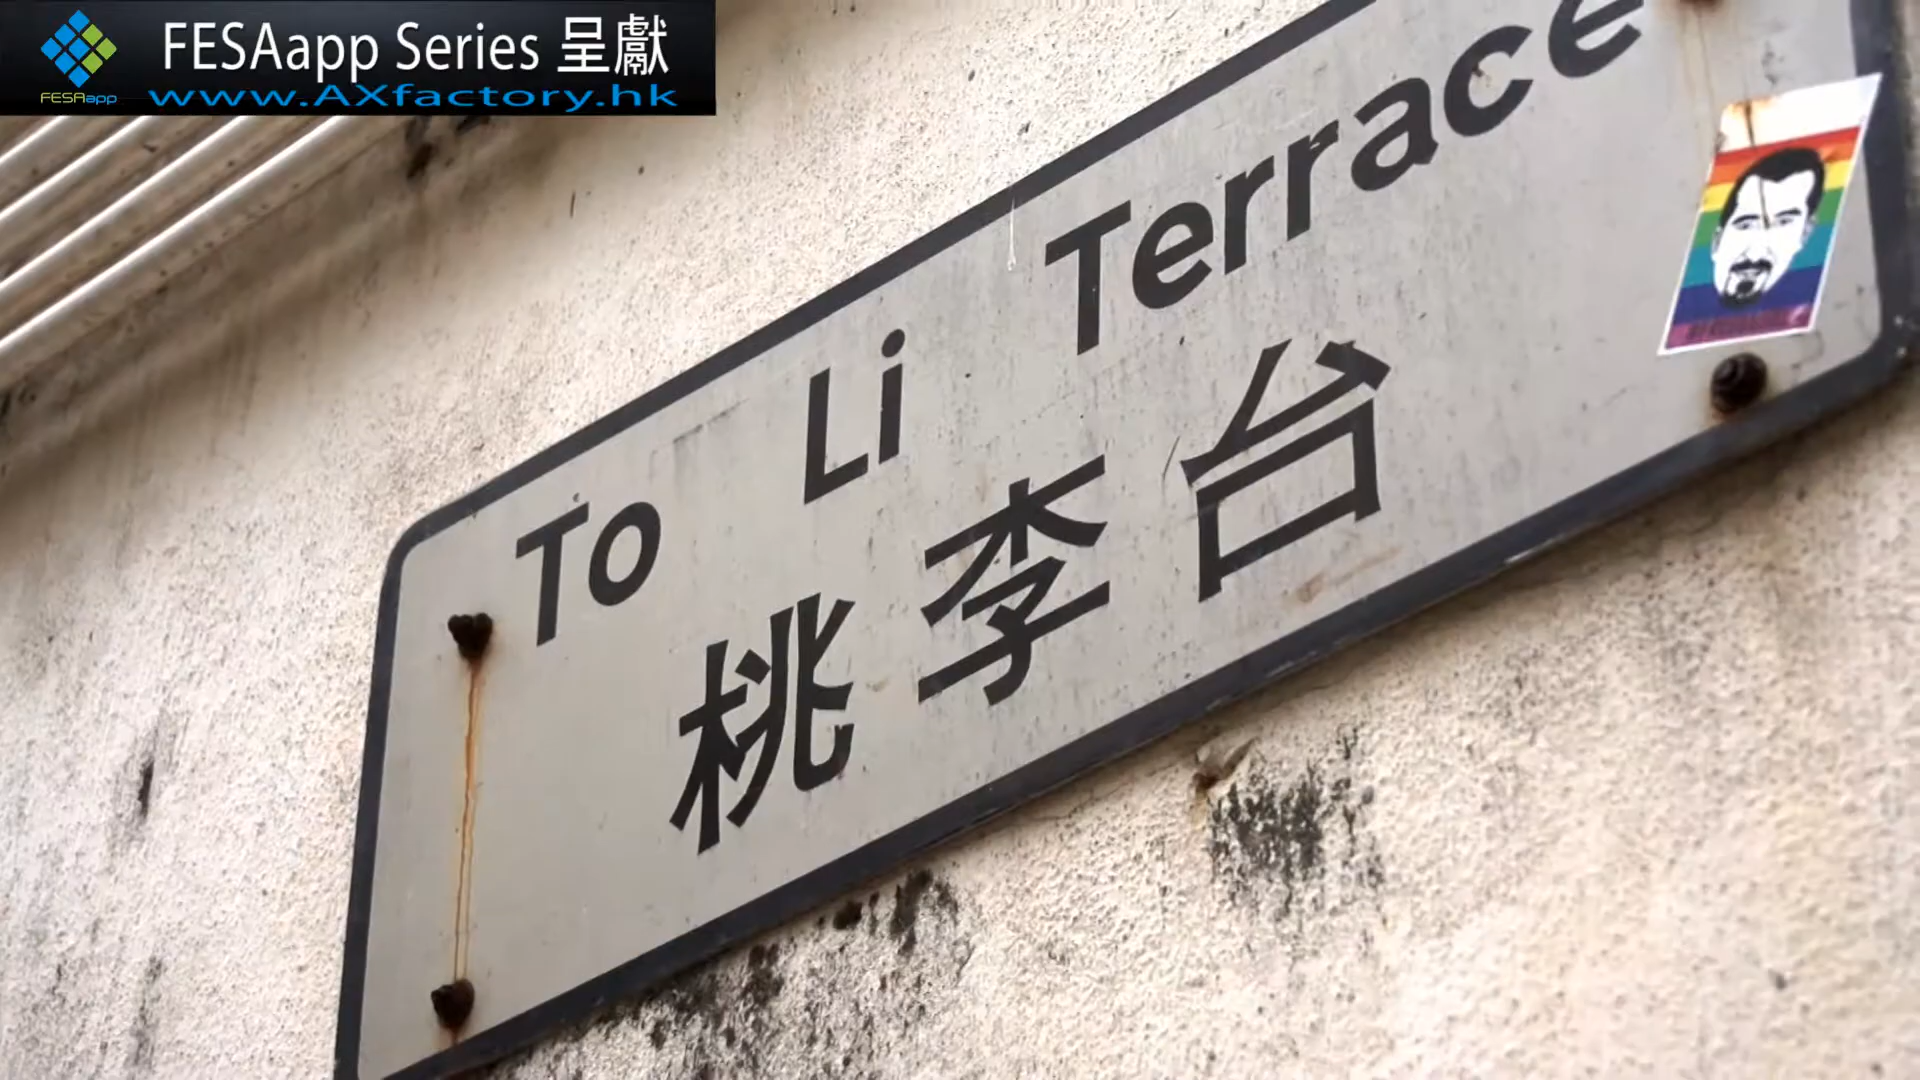 FESAapp Series 呈獻
FESAapp
www.AXfactory.hk
To Li Terrace
桃李台